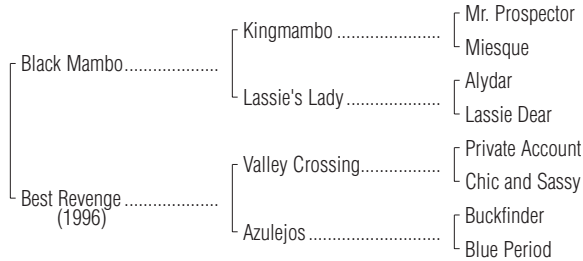 Mr. Prospector
Kingmambo ......................
Miesque
Black Mambo....................
Alydar
Lassie's Lady ....................
Lassie Dear
Private Account
Valley Crossing.................
Chic and Sassy
Best Revenge ....................
(1996)
Buckfinder
Azulejos ............................
Blue Period